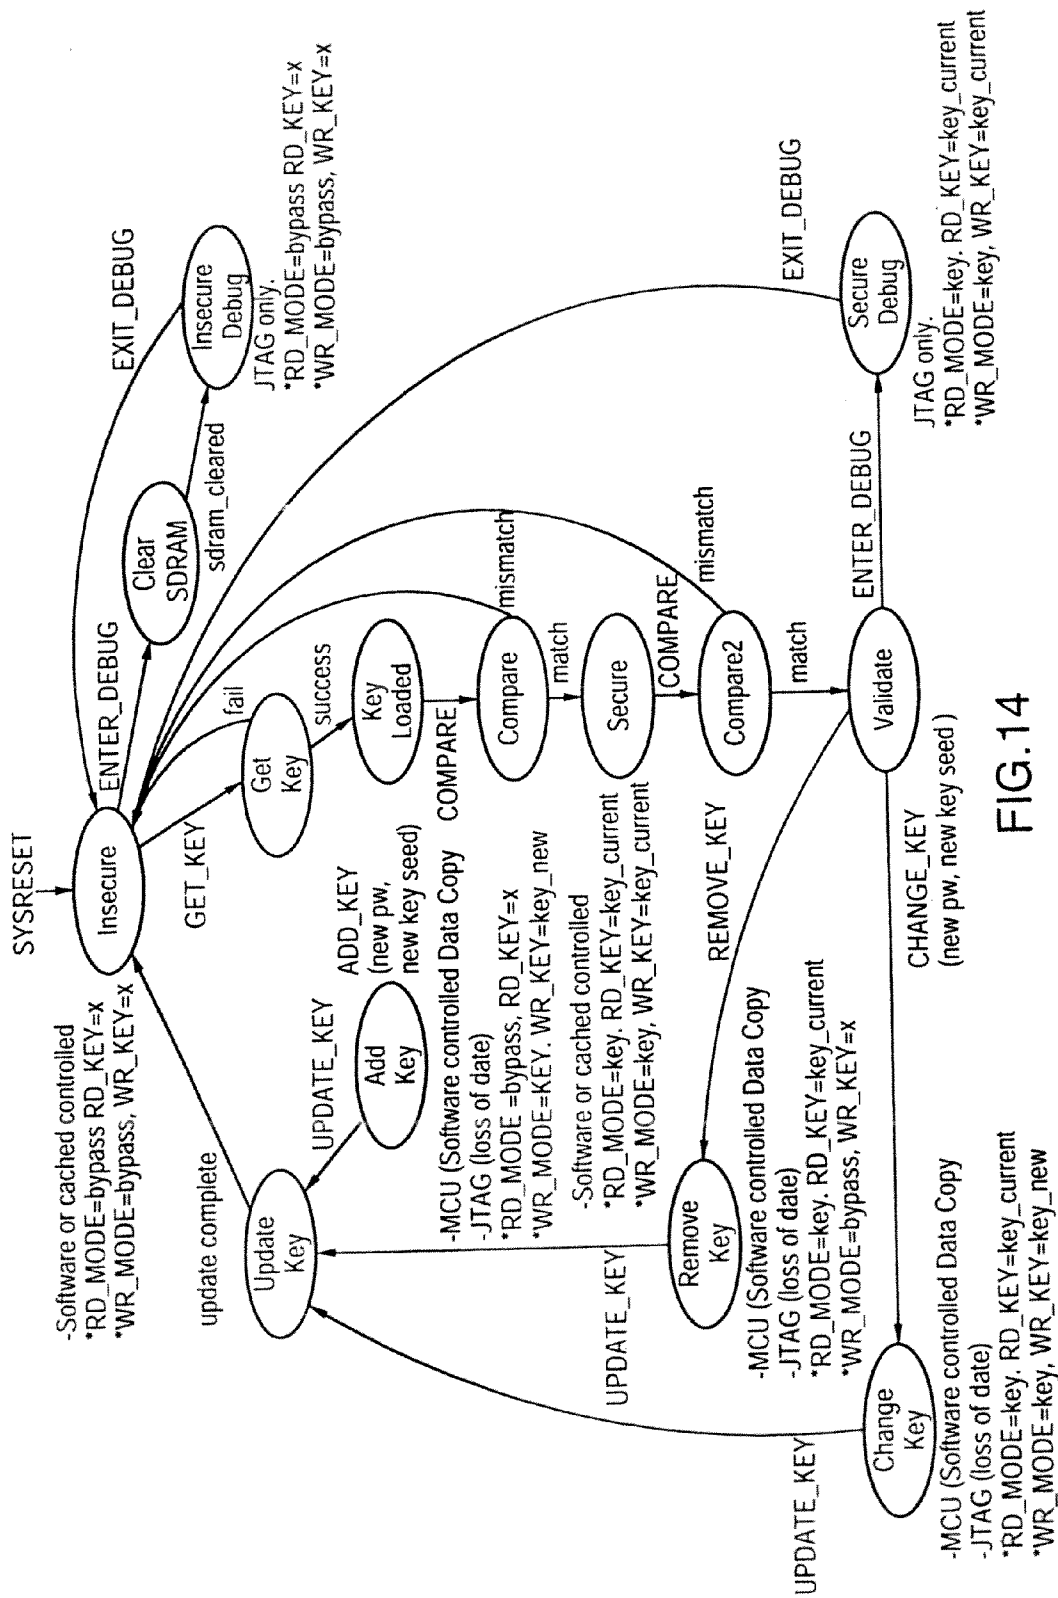 SYSRESET
-Software or cached controlled
*RD_MODE=bypass RD_KEY=x
*WR_MODE=bypass, WR_KEY=x
Insecure
ENTER_DEBUG
EXIT_DEBUG
Clear
SDRAM
sdram_cleared
Insecure
Debug
JTAG only.
*RD_MODE=bypass RD_KEY=x
*WR_MODE=bypass, WR_KEY=x
update complete
GET_KEY
fail
Get
Key
success
Update
Key
UPDATE_KEY
Add
Key
ADD_KEY
(new pw,
new key seed)
Key
Loaded
-MCU (Software controlled Data Copy
-JTAG (loss of date)
*RD_MODE =bypass, RD_KEY=x
*WR_MODE=KEY. WR_KEY=key_new
COMPARE
Compare
mismatch
match
-Software or cached controlled
*RD_MODE=key. RD_KEY=key_current
*WR_MODE=key, WR_KEY=key_current
Secure
COMPARE
Compare2
mismatch
match
UPDATE_KEY
Remove
Key
REMOVE_KEY
-MCU (Software controlled Data Copy
-JTAG (loss of date)
*RD_MODE=key. RD_KEY=key_current
*WR_MODE=bypass, WR_KEY=x
EXIT_DEBUG
UPDATE_KEY
Change
Key
Validate
ENTER_DEBUG
Secure
Debug
CHANGE_KEY
(new pw, new key seed )
JTAG only.
*RD_MODE=key. RD_KEY=key_current
*WR_MODE=key, WR_KEY=key_current
-MCU (Software controlled Data Copy
-JTAG (loss of date)
*RD_MODE=key. RD_KEY=key_current
*WR_MODE=key, WR_KEY=key_new
FIG.14